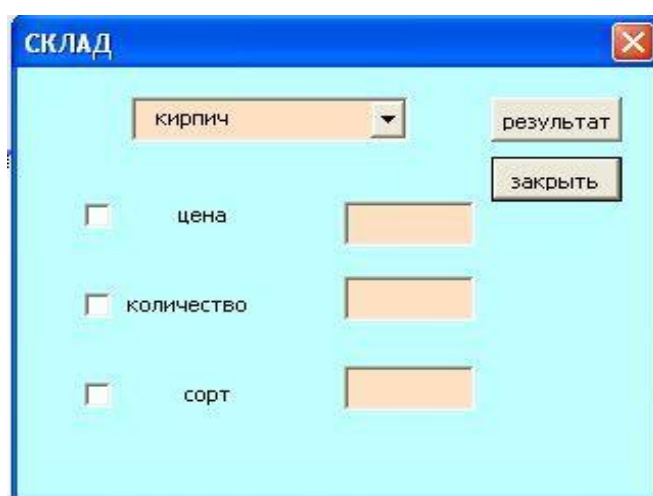 СКЛАД
кирпич
результат
закрыть
цена
количество
сорт